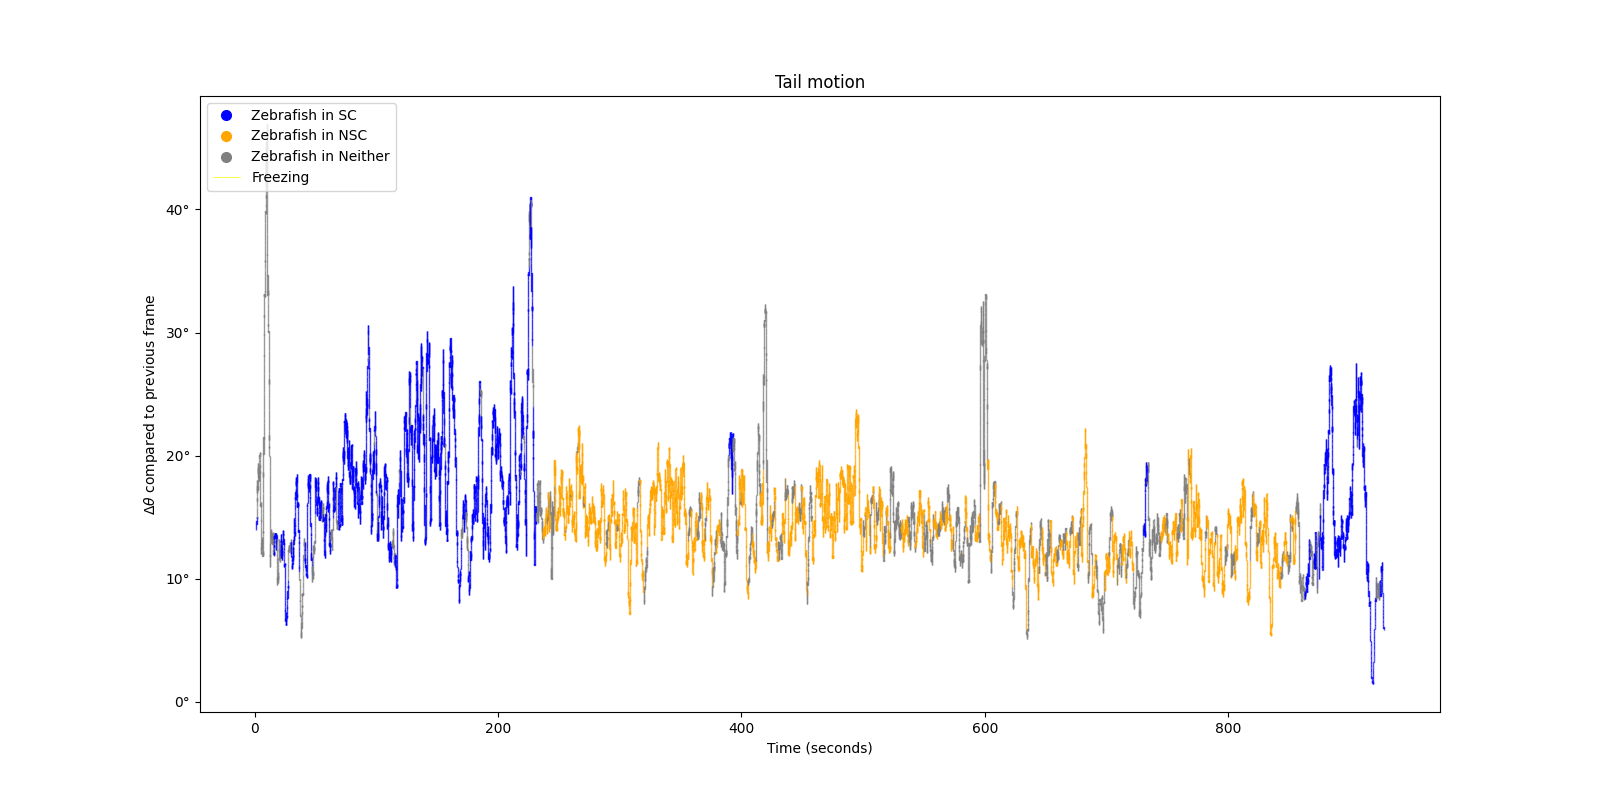 Tail motion
Zebrafish in SC
Zebrafish in NSC
Zebrafish in Neither
Freezing
Δθ compared to previous frame
40°
30°
20°
10°
0°
0 200 400 600 800
Time (seconds)